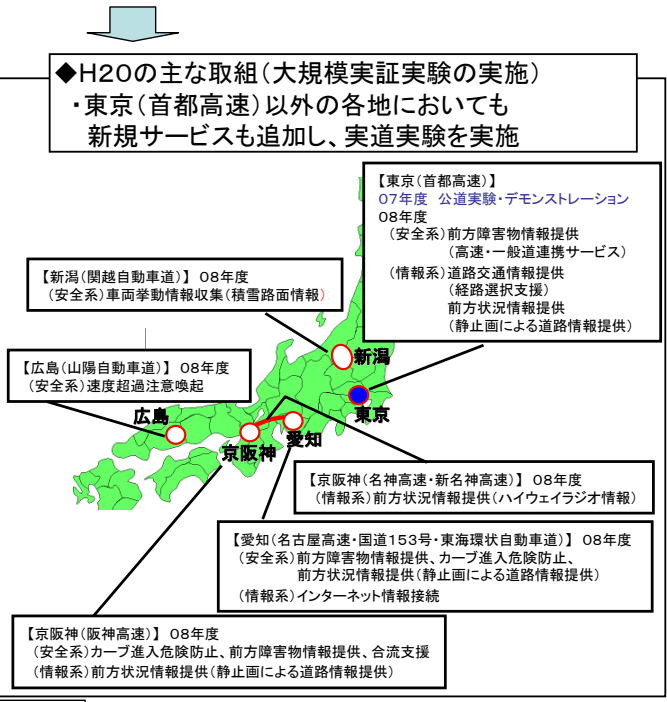 ◆H20の主な取組(大規模実証実験の実施)
・東京(首都高速)以外の各地においても
新規サービスも追加し、実道実験を実施
【東京(首都高速)】
07年度 公道実験・デモンストレーション
08年度
(安全系)前方障害物情報提供
(高速・一般道連携サービス)
(情報系)道路交通情報提供
(経路選択支援)
前方状況情報提供
(静止画による道路情報提供)
【新潟(関越自動車道)】 08年度
(安全系)車両挙動情報収集(積雪路面情報)
【広島(山陽自動車道)】 08年度
(安全系)速度超過注意喚起
新潟
東京
広島
愛知
京阪神
【京阪神(名神高速・新名神高速)】 08年度
(情報系)前方状況情報提供(ハイウェイラジオ情報)
【愛知(名古屋高速・国道153号・東海環状自動車道)】 08年度
(安全系)前方障害物情報提供、カーブ進入危険防止、
前方状況情報提供(静止画による道路情報提供)
(情報系)インターネット情報接続
【京阪神(阪神高速)】 08年度
(安全系)カーブ進入危険防止、前方障害物情報提供、合流支援
(情報系)前方状況情報提供(静止画による道路情報提供)